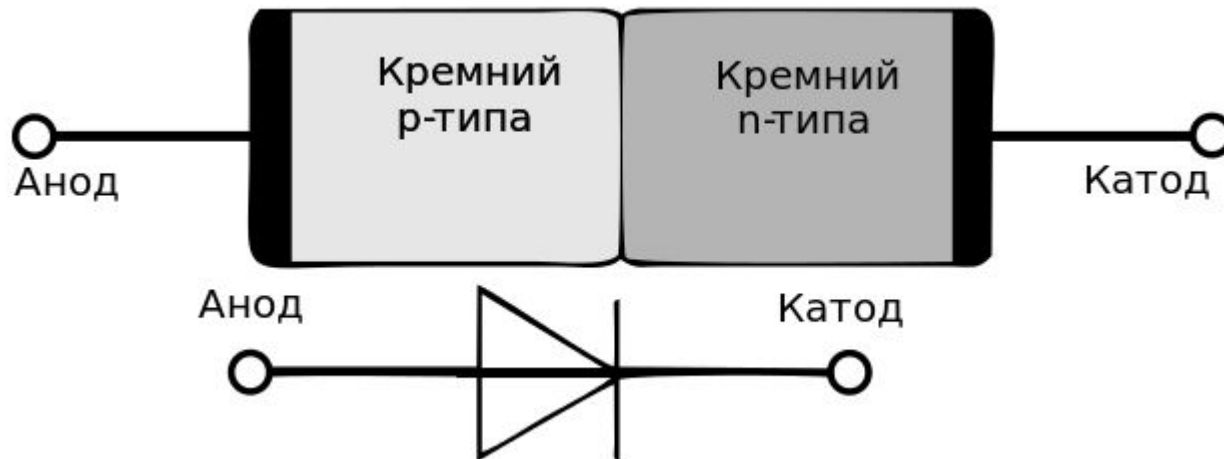 Кремний
p-типа
Кремний
n-типа
Анод
Катод
Анод
Катод